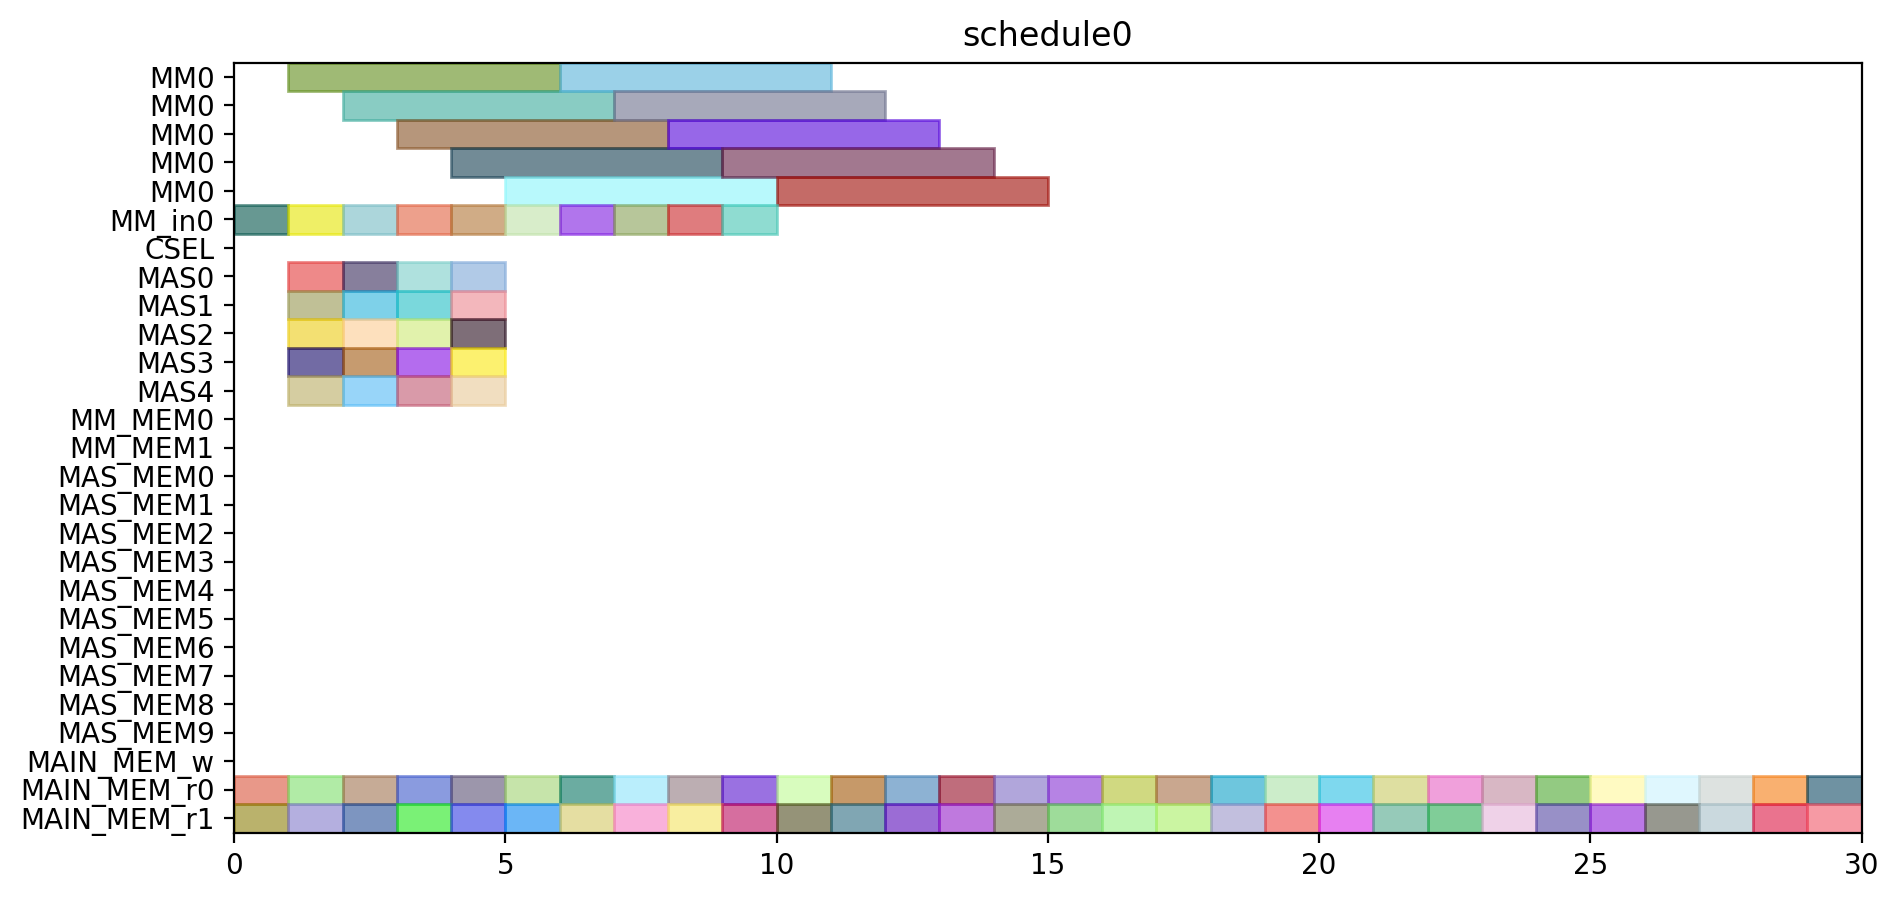 schedule0
MM0
MM0
MM0
MM0
MM0
MM_in0
CSEL
MAS0
MAS1
MAS2
MAS3
MAS4
MM_MEM0
MM_MEM1
MAS_MEM0
MAS_MEM1
MAS_MEM2
MAS_MEM3
MAS_MEM4
MAS_MEM5
MAS_MEM6
MAS_MEM7
MAS_MEM8
MAS_MEM9
MAIN_MEM_w
MAIN_MEM_r0
MAIN_MEM_r1
0 5 10 15 20 25 30